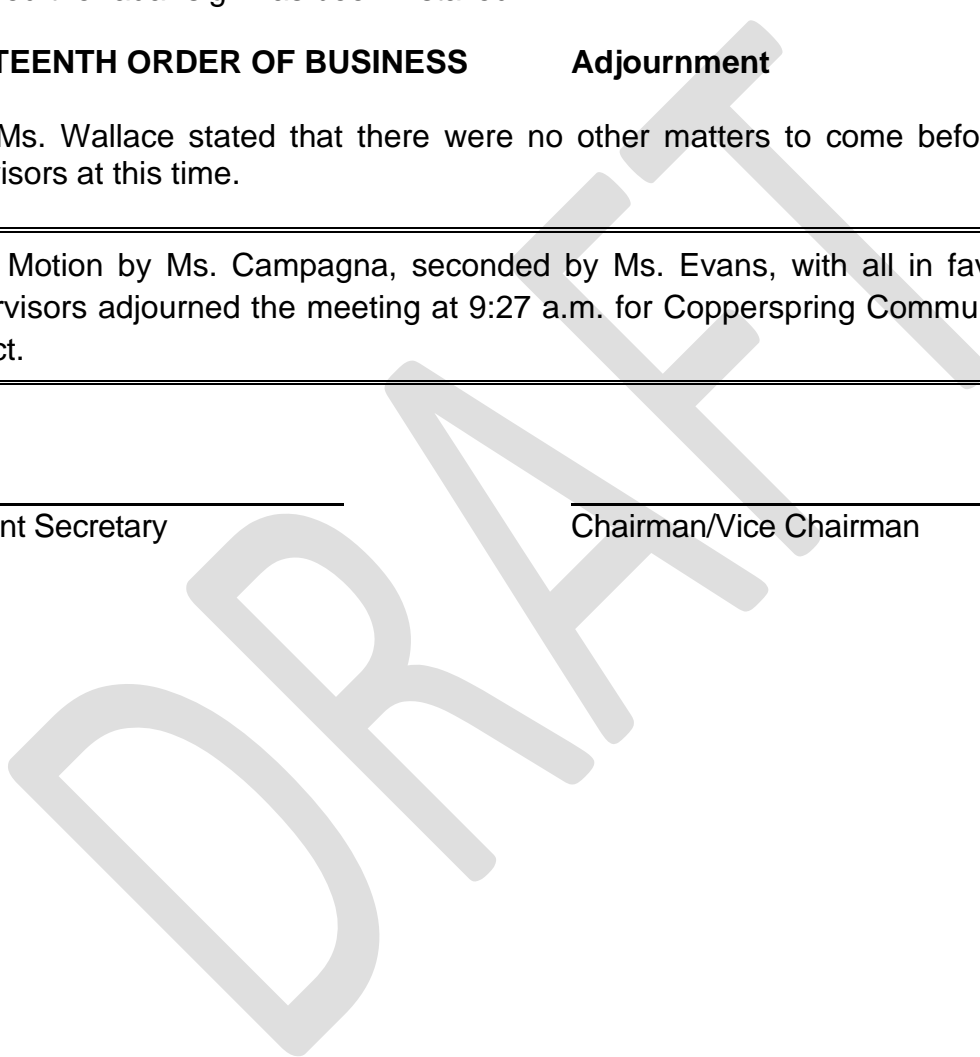 TEENTH ORDER OF BUSINESS Adjournment
Ms. Wallace stated that there were no other matters to come befo
visors at this time.
Motion by Ms. Campagna, seconded by Ms. Evans, with all in fav
rvisors adjourned the meeting at 9:27 a.m. for Copperspring Commu
ct.
nt Secretary Chairman/Vice Chairman
DRAFT